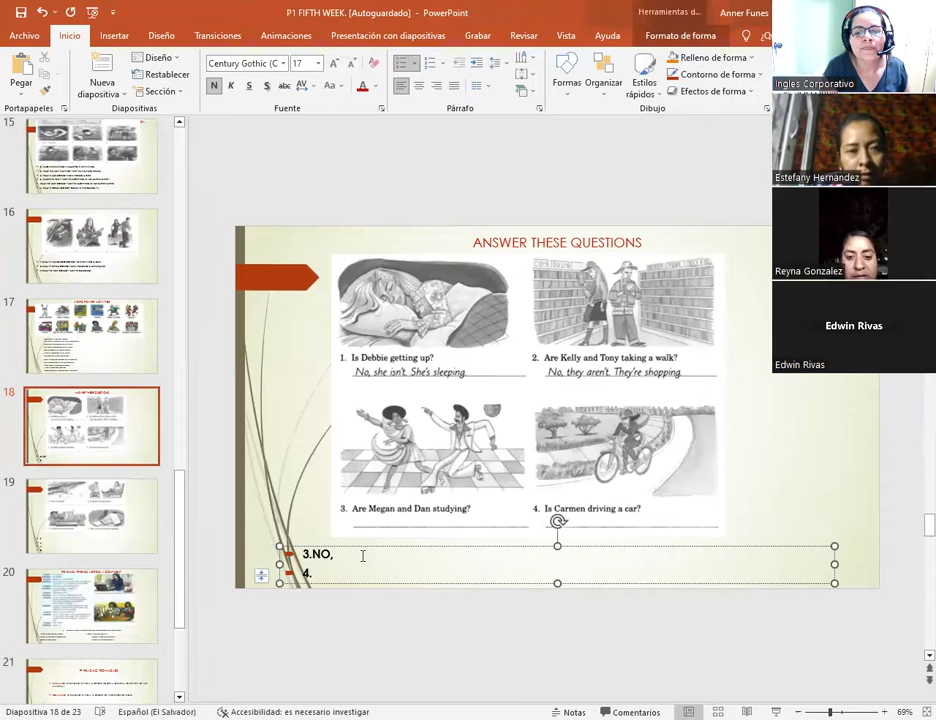 P1 FIFTH WEEK. [Autoguardado] - PowerPoint
Herramientas d...
Anner Funes
Archivo
Inicio
Insertar
Diseño
Transiciones
Animaciones
Presentación con diapositivas
Grabar
Revisar
Vista
Ayuda
Formato de forma
Pegar
Portapapeles
Nueva diapositiva
Diseño
Restablecer
Sección
Diapositivas
Century Gothic (C
17
N K S abc AV Aa A
Fuente
Párrafo
Formas
Organizar
Estilos rápidos
Relleno de forma
Contorno de forma
Efectos de forma
Dibujo
Ingles Corporativo
Estefany Hernandez
Reyna Gonzalez
Edwin Rivas
Edwin Rivas
15
16
17
18
19
20
21
ANSWER THESE QUESTIONS
1. Is Debbie getting up?
No, she isn't. She's sleeping.
2. Are Kelly and Tony taking a walk?
No, they aren't. They're shopping.
3. Are Megan and Dan studying?
4. Is Carmen driving a car?
3.NO,
4.
Diapositiva 18 de 23
Español (El Salvador)
Accesibilidad: es necesario investigar
Notas
Comentarios
69%